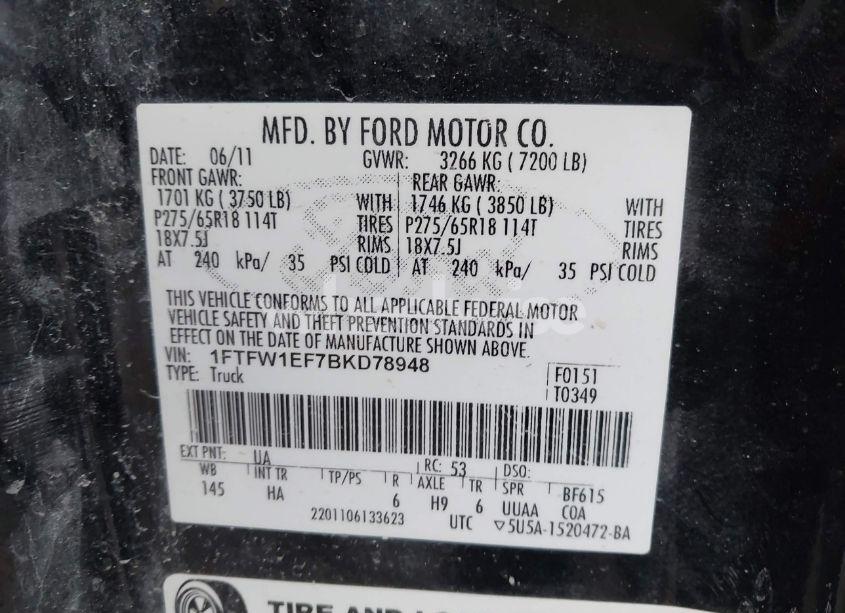 MFD. BY FORD MOTOR CO.
DATE: 06/11 GVWR: 3266 KG ( 7200 LB)
FRONT GAWR: REAR GAWR:
1701 KG ( 3750 LB) WITH 1746 KG ( 3850 LB) WITH
P275/65R18 114T TIRES P275/65R18 114T TIRES
18X7.5J RIMS 18X7.5J RIMS
AT 240 kPa/ 35 PSI COLD AT 240 kPa/ 35 PSI COLD
THIS VEHICLE CONFORMS TO ALL APPLICABLE FEDERAL MOTOR
VEHICLE SAFETY AND THEFT PREVENTION STANDARDS IN
EFFECT ON THE DATE OF MANUFACTURE SHOWN ABOVE.
VIN: 1FTFW1EF7BKD78948
TYPE: Truck F0151
T0349
EXT PNT: UA RC: 53 DSO:
WB INT TR TP/PS R AXLE TR SPR BF615
145 HA 6 H9 6 UUAA COA
2201106133623 UTC ▽5U5A-1520472-BA